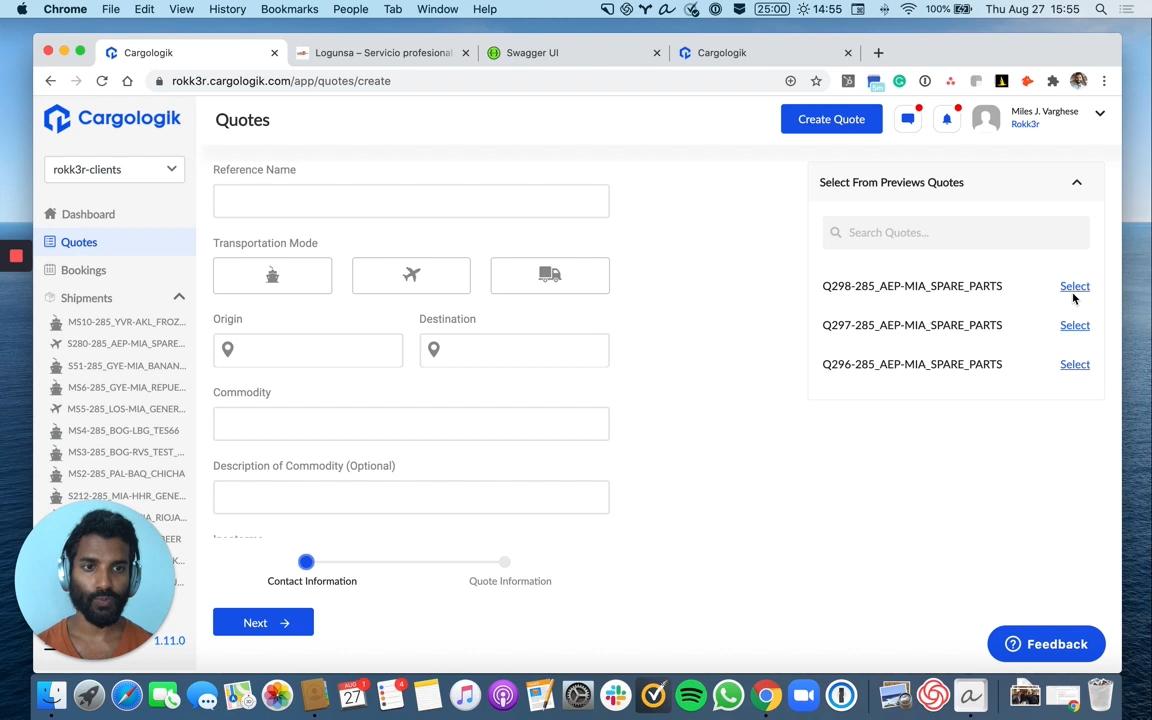 Chrome File Edit View History Bookmarks People Tab Window Help 25:00 14:55 100% Thu Aug 27 15:55
Cargologik Logunsa – Servicio profesional Swagger UI Cargologik
rokk3r.cargologik.com/app/quotes/create
Cargologik
Quotes
Create Quote
Miles J. Varghese
Rokk3r
rokk3r-clients
Dashboard
Quotes
Bookings
Shipments
MS10-285_YVR-AKL_FROZ...
S280-285_AEP-MIA_SPARE...
S51-285_GYE-MIA_BANAN...
MS6-285_GYE-MIA_REPUE...
MS5-285_LOS-MIA_GENER...
MS4-285_BOG-LBG_TES66
MS3-285_BOG-RVS_TEST_...
MS2-285_PAL-BAQ_CHICHA
S212-285_MIA-HHR_GENE...
MIA_RIOJA...
BEER
K...
1.11.0
Reference Name
Transportation Mode
Origin Destination
Commodity
Description of Commodity (Optional)
Contact Information Quote Information
Next
Select From Previews Quotes
Search Quotes...
Q298-285_AEP-MIA_SPARE_PARTS Select
Q297-285_AEP-MIA_SPARE_PARTS Select
Q296-285_AEP-MIA_SPARE_PARTS Select
Feedback